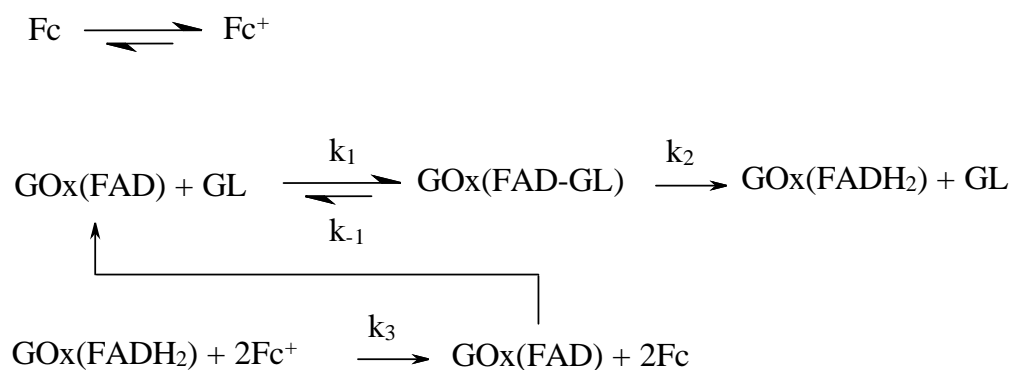 Fc ⇌ Fc⁺
k₁ k₂
GOx(FAD) + GL ⇌ GOx(FAD-GL) → GOx(FADH₂) + GL
k₋₁
k₃
GOx(FADH₂) + 2Fc⁺ → GOx(FAD) + 2Fc